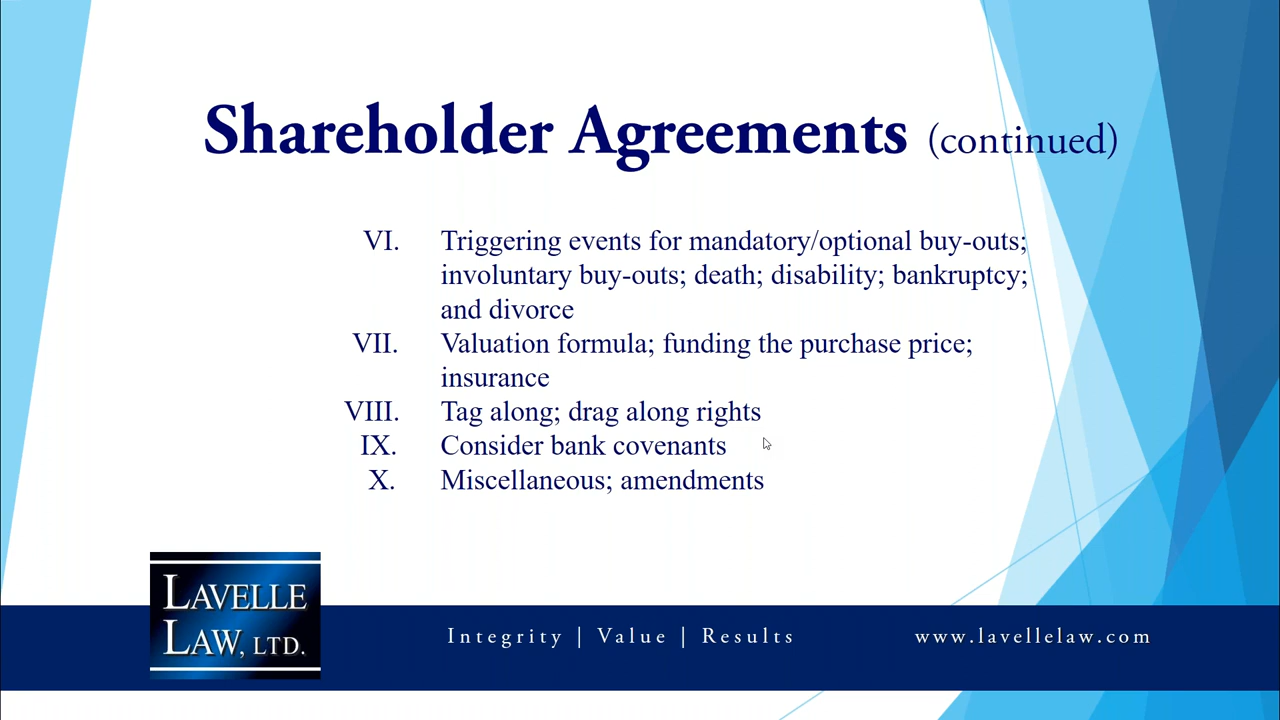 Shareholder Agreements (continued)
VI. Triggering events for mandatory/optional buy-outs;
involuntary buy-outs; death; disability; bankruptcy;
and divorce
VII. Valuation formula; funding the purchase price;
insurance
VIII. Tag along; drag along rights
IX. Consider bank covenants
X. Miscellaneous; amendments
LAVELLE
LAW, LTD.
Integrity | Value | Results
www.lavellelaw.com